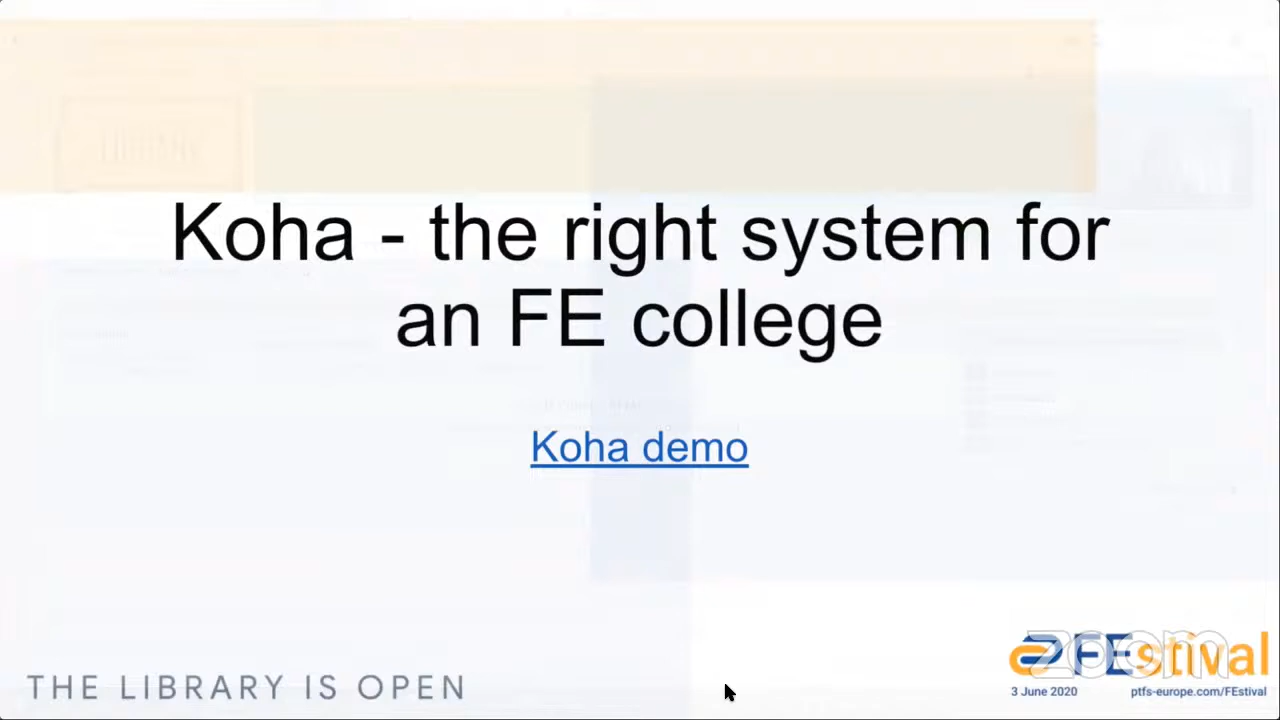 Koha - the right system for
an FE college
Koha demo
THE LIBRARY IS OPEN
FEstival
zoom
3 June 2020
ptfs-europe.com/FEstival